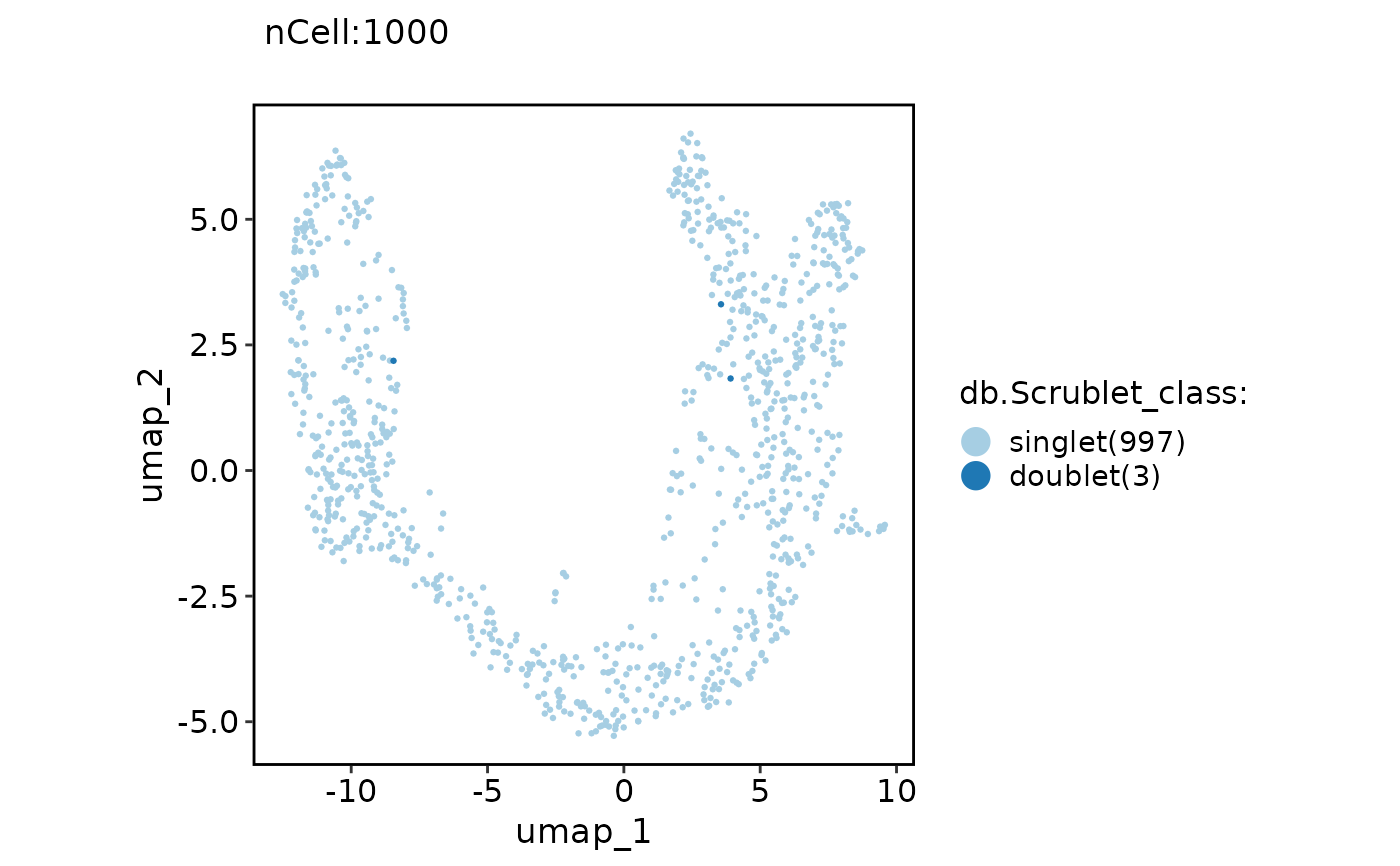 nCell:1000
5.0
2.5
0.0
-2.5
-5.0
umap_2
-10
-5
0
5
10
umap_1
db.Scrublet_class:
singlet(997)
doublet(3)